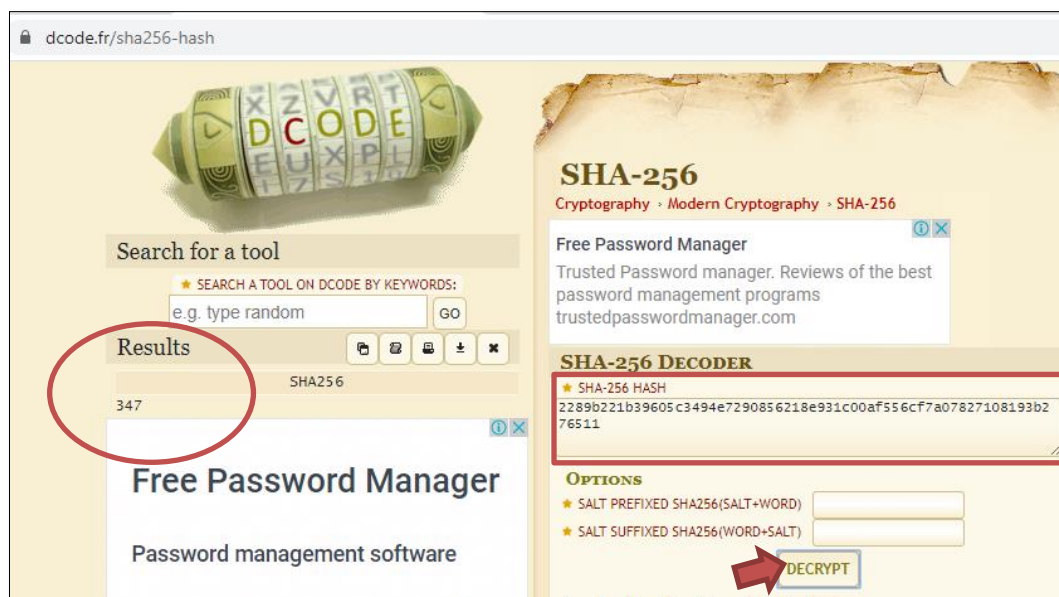 dcode.fr/sha256-hash
X Z V R T
D C O D E
E U X P L
Search for a tool
★ SEARCH A TOOL ON DCODE BY KEYWORDS:
e.g. type random
GO
Results
SHA256
347
Free Password Manager
Password management software
SHA-256
Cryptography › Modern Cryptography › SHA-256
Free Password Manager
Trusted Password manager. Reviews of the best
password management programs
trustedpasswordmanager.com
SHA-256 DECODER
★ SHA-256 HASH
2289b221b39605c3494e7290856218e931c00af556cf7a07827108193b2
76511
OPTIONS
★ SALT PREFIXED SHA256(SALT+WORD)
★ SALT SUFFIXED SHA256(WORD+SALT)
DECRYPT